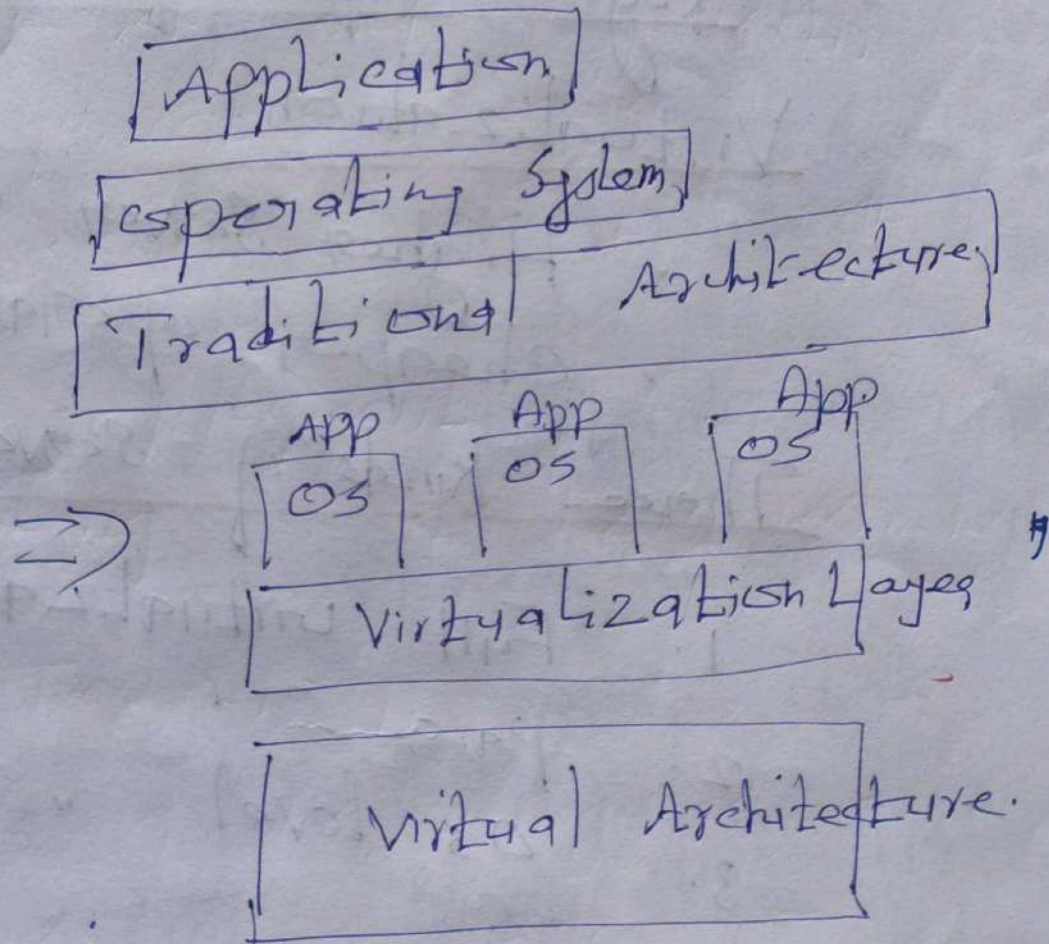 Application
Operating System
Traditional Architecture
App App App
OS OS OS
⇒
Virtualization Layer
Virtual Architecture.